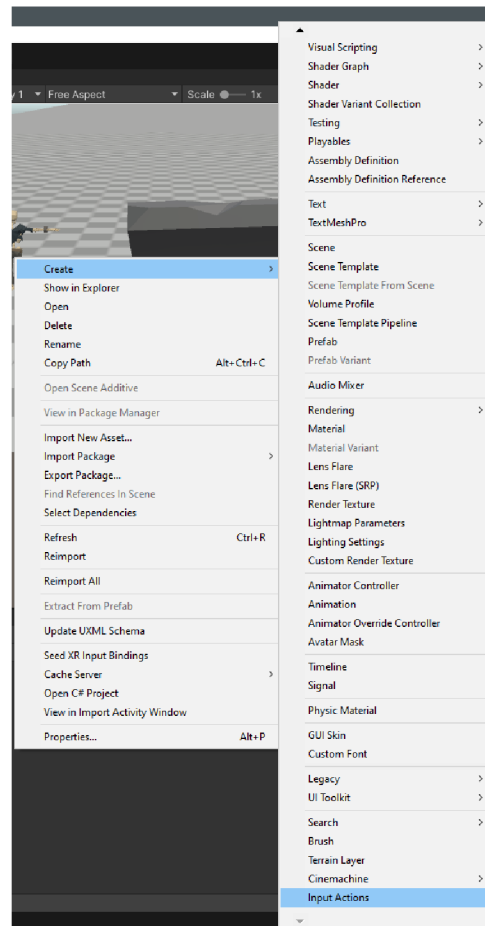 y 1 Free Aspect Scale 1x
Create
Show in Explorer
Open
Delete
Rename
Copy Path Alt+Ctrl+C
Open Scene Additive
View in Package Manager
Import New Asset...
Import Package
Export Package...
Find References In Scene
Select Dependencies
Refresh Ctrl+R
Reimport
Reimport All
Extract From Prefab
Update UXML Schema
Seed XR Input Bindings
Cache Server
Open C# Project
View in Import Activity Window
Properties... Alt+P
Visual Scripting
Shader Graph
Shader
Shader Variant Collection
Testing
Playables
Assembly Definition
Assembly Definition Reference
Text
TextMeshPro
Scene
Scene Template
Scene Template From Scene
Volume Profile
Scene Template Pipeline
Prefab
Prefab Variant
Audio Mixer
Rendering
Material
Material Variant
Lens Flare
Lens Flare (SRP)
Render Texture
Lightmap Parameters
Lighting Settings
Custom Render Texture
Animator Controller
Animation
Animator Override Controller
Avatar Mask
Timeline
Signal
Physic Material
GUI Skin
Custom Font
Legacy
UI Toolkit
Search
Brush
Terrain Layer
Cinemachine
Input Actions